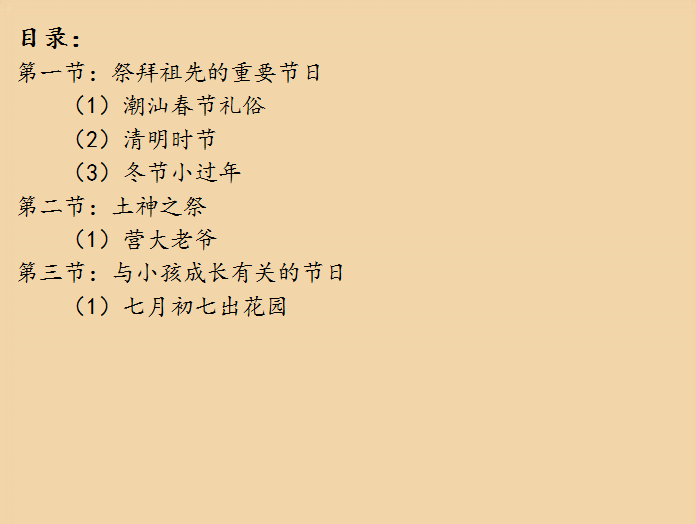 目录：
第一节：祭拜祖先的重要节日
（1）潮汕春节礼俗
（2）清明时节
（3）冬节小过年
第二节：土神之祭
（1）营大老爷
第三节：与小孩成长有关的节日
（1）七月初七出花园